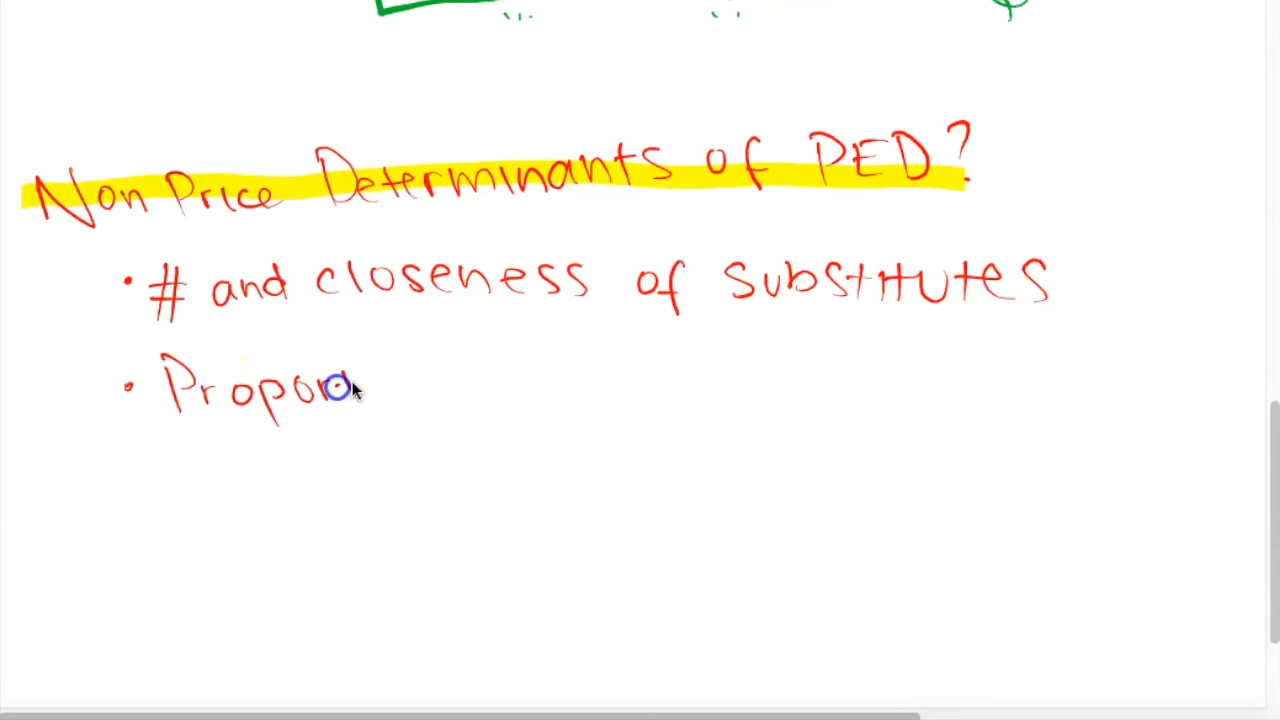 Non Price Determinants of PED?
• # and closeness of substitutes
• Propor